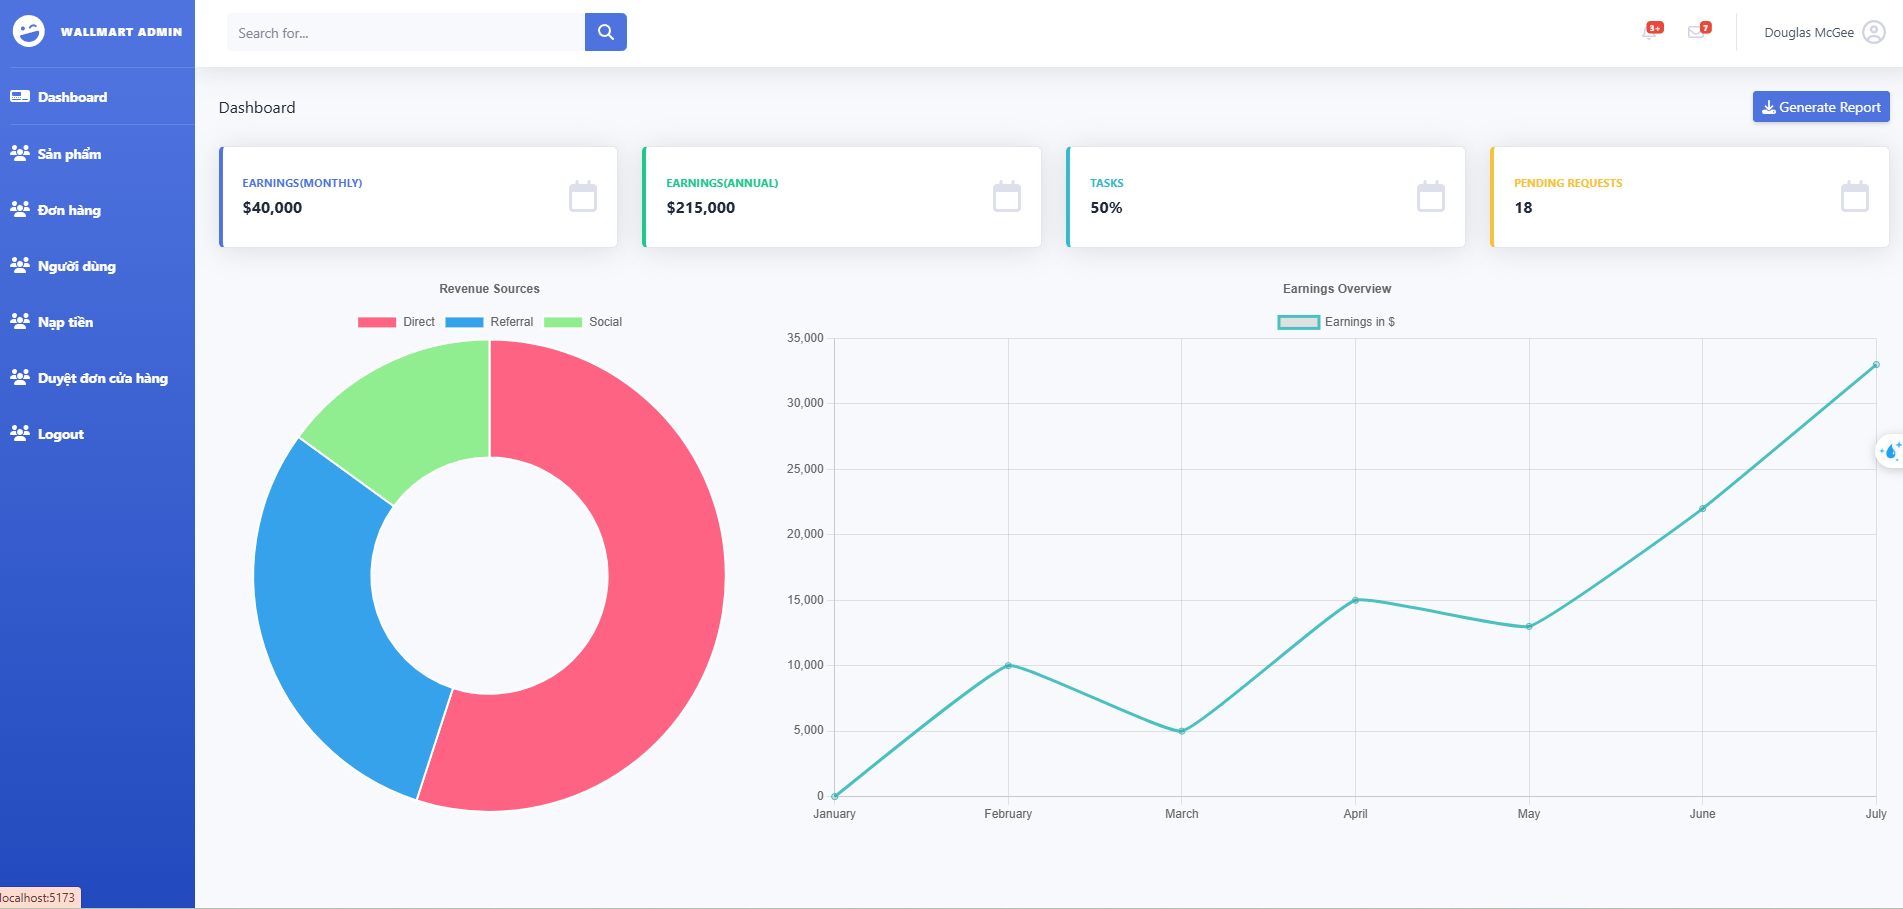 WALLMART ADMIN
Search for...
3+
7
Douglas McGee
Dashboard
Sản phẩm
Đơn hàng
Người dùng
Nạp tiền
Duyệt đơn cửa hàng
Logout
Dashboard
Generate Report
EARNINGS(MONTHLY)
$40,000
EARNINGS(ANNUAL)
$215,000
TASKS
50%
PENDING REQUESTS
18
Revenue Sources
Direct Referral Social
Earnings Overview
Earnings in $
35,000
30,000
25,000
20,000
15,000
10,000
5,000
0
January February March April May June July
localhost:5173